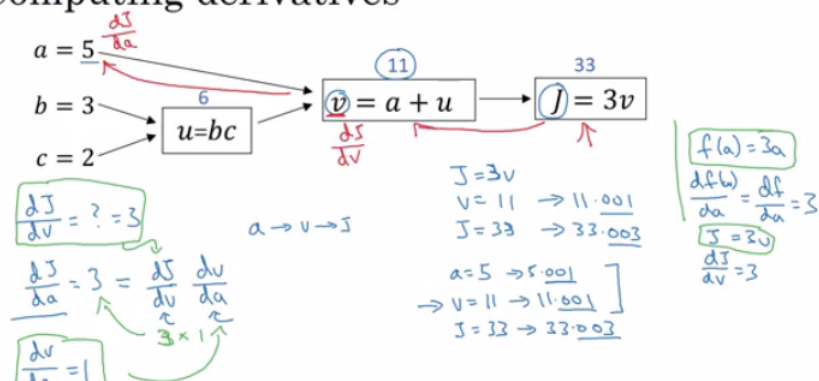 computing derivatives
dJ/da
a = 5
11
33
b = 3
6
v = a + u
J = 3v
u=bc
dJ/dv
c = 2
f(a) = 3a
J = 3v
df(a)/da = df/da = 3
v = 11 → 11.001
dJ/dv = ? = 3
a → v → J
J = 33 → 33.003
J = 3v
dJ/dv = 3
dJ/da = 3 = dJ/dv dv/da
a = 5 → 5.001
→ v = 11 → 11.001
3 × 1
J = 33 → 33.003
dv/da = 1